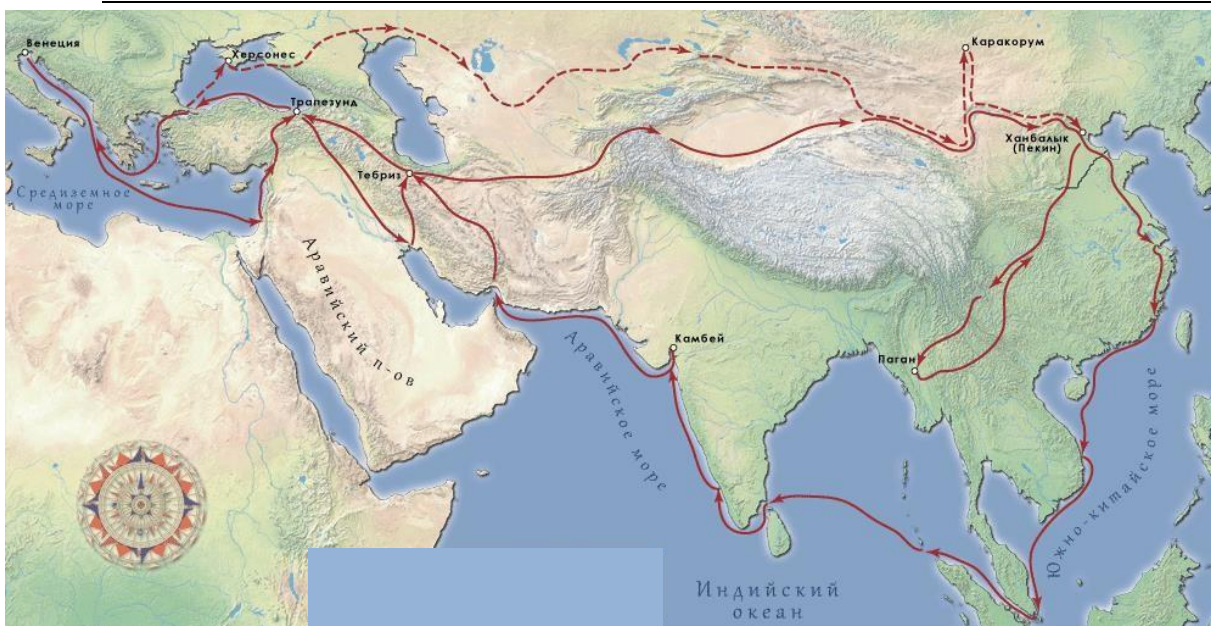 Венеция
Херсонес
Каракорум
Трапезунд
Ханбалык
(Пекин)
Тебриз
Средиземное
море
Аравийский п-ов
Камбей
Паган
Аравийское море
Южно-китайское море
Индийский
океан